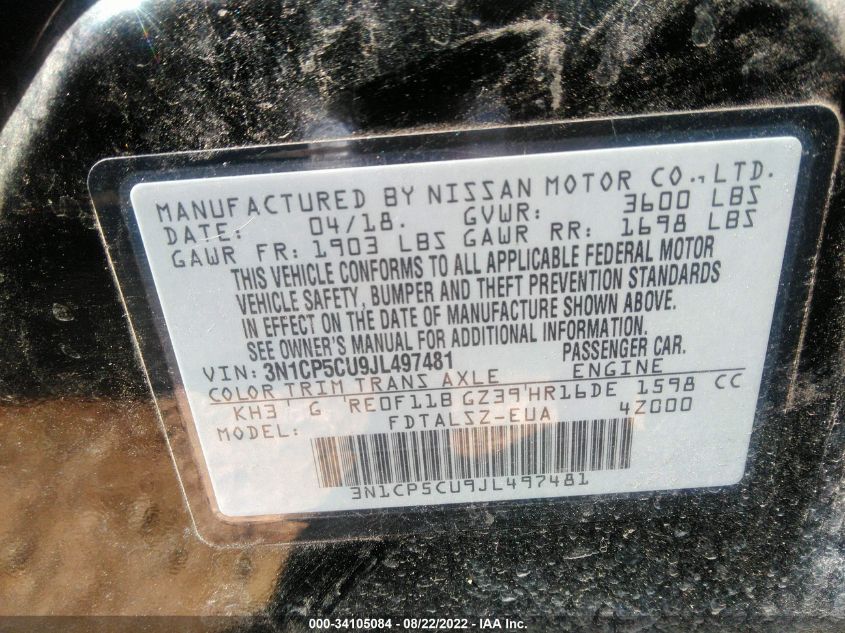 MANUFACTURED BY NISSAN MOTOR CO., LTD.
DATE: 04/18. GVWR: 3600 LBS
GAWR FR: 1903 LBS GAWR RR: 1698 LBS
THIS VEHICLE CONFORMS TO ALL APPLICABLE FEDERAL MOTOR
VEHICLE SAFETY, BUMPER AND THEFT PREVENTION STANDARDS
IN EFFECT ON THE DATE OF MANUFACTURE SHOWN ABOVE.
SEE OWNER'S MANUAL FOR ADDITIONAL INFORMATION.
VIN: 3N1CP5CU9JL497481 PASSENGER CAR.
COLOR TRIM TRANS AXLE ENGINE
KH3 G RE0F11B GZ39 HR16DE 1598 CC
MODEL: FDTALSZ-EUA 4Z000
3N1CP5CU9JL497481
000-34105084 - 08/22/2022 - IAA Inc.